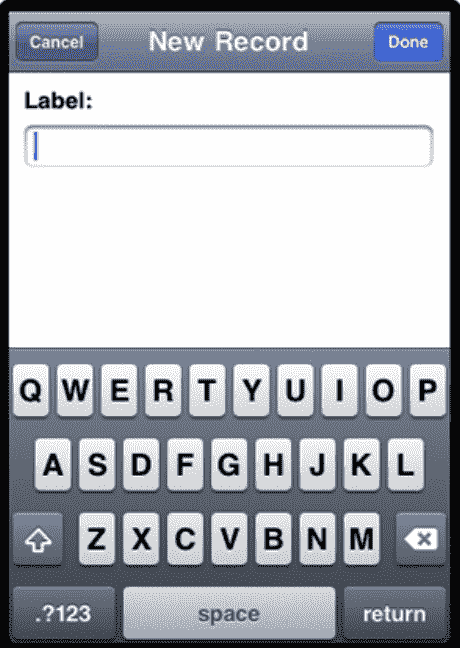 Cancel New Record Done
Label:
Q W E R T Y U I O P
A S D F G H J K L
Z X C V B N M
.?123 space return